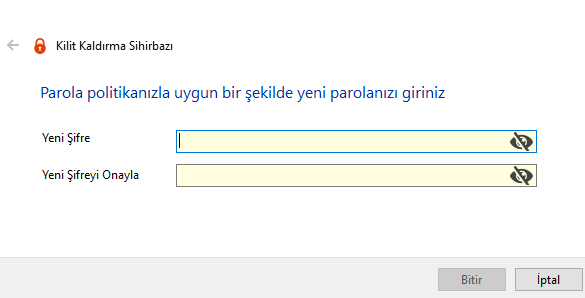 Kilit Kaldırma Sihirbazı
Parola politikanızla uygun bir şekilde yeni parolanızı giriniz
Yeni Şifre
Yeni Şifreyi Onayla
Bitir
İptal